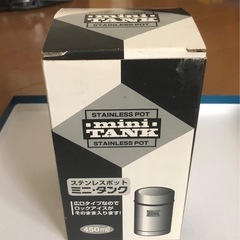 STAINLESS POT
mini
TANK
STAINLESS POT
ステンレスポット
ミニ・タンク
広口タイプなので
ロックアイスが
そのまま入ります!
mini
TANK
450ml